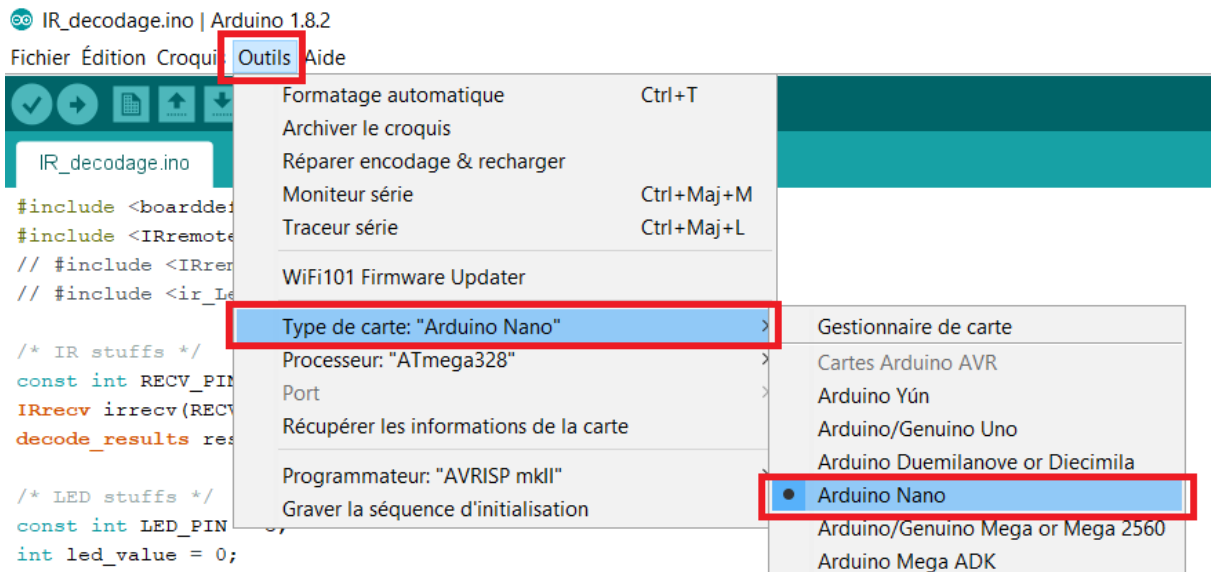 IR_decodage.ino | Arduino 1.8.2
Fichier Édition Croquis Outils Aide
IR_decodage.ino
Formatage automatique Ctrl+T
Archiver le croquis
Réparer encodage & recharger
Moniteur série Ctrl+Maj+M
Traceur série Ctrl+Maj+L
WiFi101 Firmware Updater
Type de carte: "Arduino Nano"
Processeur: "ATmega328"
Port
Récupérer les informations de la carte
Programmateur: "AVRISP mkII"
Graver la séquence d'initialisation
Gestionnaire de carte
Cartes Arduino AVR
Arduino Yún
Arduino/Genuino Uno
Arduino Duemilanove or Diecimila
Arduino Nano
Arduino/Genuino Mega or Mega 2560
Arduino Mega ADK
#include <boarddef
#include <IRremote
// #include <IRrem
// #include <ir_Le
/* IR stuffs */
const int RECV_PIN
IRrecv irrecv(RECV
decode_results res
/* LED stuffs */
const int LED_PIN
int led_value = 0;